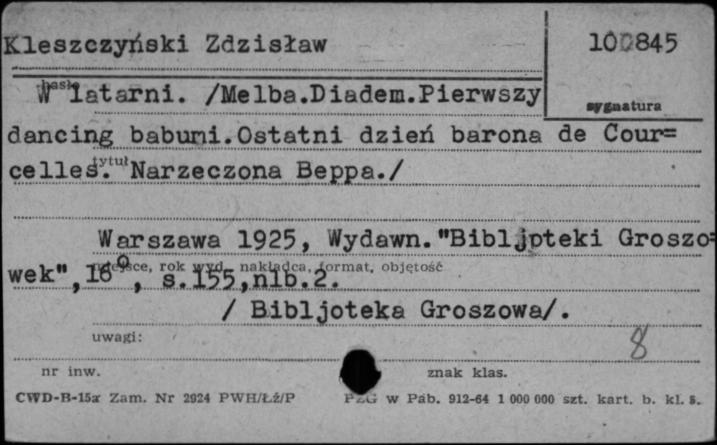 Kleszczyński Zdzisław
100845
hasło
W latarni. /Melba.Diadem.Pierwszy
sygnatura
dancing babuni.Ostatni dzień barona de Cour=
tytuł
celles. Narzeczona Beppa./
Warszawa 1925, Wydawn."Bibljoteki Groszo=
miejsce, rok wyd., nakładca, format, objętość
wek",16°, s.155,nlb.2.
/ Bibljoteka Groszowa/.
uwagi:
8
nr inw.
znak klas.
CWD-B-15a Zam. Nr 2924 PWH/Łż/P
PZG w Pab. 912-64 1 000 000 szt. kart. b. kl. 5.